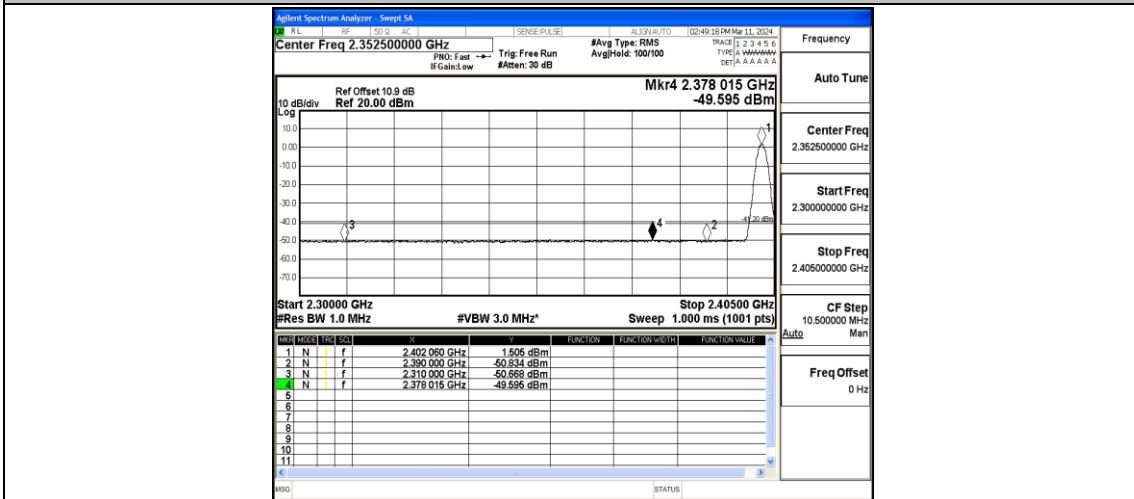 Agilent Spectrum Analyzer - Swept SA
RL RF 50 Ω AC SENSE:PULSE ALIGN AUTO 02:49:18 PM Mar 11, 2024
Center Freq 2.352500000 GHz
PNO: Fast
IFGain:Low
Trig: Free Run
#Atten: 30 dB
#Avg Type: RMS
Avg|Hold: 100/100
TRACE 1 2 3 4 5 6
TYPE A WWWWW
DET A A A A A A
Frequency
Auto Tune
Mkr4 2.378 015 GHz
-49.595 dBm
Ref Offset 10.9 dB
10 dB/div Ref 20.00 dBm
Log
10.0
0.00
-10.0
-20.0
-30.0
-40.0
-50.0
-60.0
-70.0
1
3
4
2
-41.20 dBm
Start 2.30000 GHz Stop 2.40500 GHz
#Res BW 1.0 MHz #VBW 3.0 MHz* Sweep 1.000 ms (1001 pts)
MKR MODE TRC SCL X Y FUNCTION FUNCTION WIDTH FUNCTION VALUE
1 N 1 f 2.402 060 GHz 1.505 dBm
2 N 1 f 2.390 000 GHz -50.834 dBm
3 N 1 f 2.310 000 GHz -50.668 dBm
4 N 1 f 2.378 015 GHz -49.595 dBm
5
6
7
8
9
10
11
Center Freq
2.352500000 GHz
Start Freq
2.300000000 GHz
Stop Freq
2.405000000 GHz
CF Step
10.500000 MHz
Auto Man
Freq Offset
0 Hz
MSG STATUS